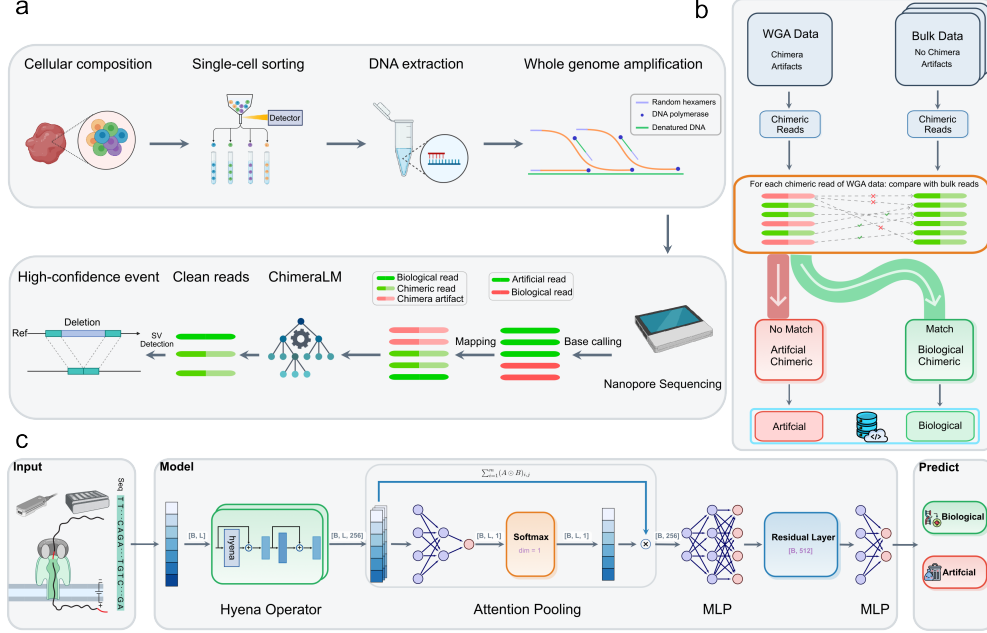 a
Cellular composition
Single-cell sorting
DNA extraction
Whole genome amplification
Detector
Random hexamers
DNA polymerase
Denatured DNA
High-confidence event
Clean reads
ChimeraLM
Biological read
Chimeric read
Chimera artifact
Artificial read
Biological read
Ref
Deletion
SV
Detection
Mapping
Base calling
Nanopore Sequencing
b
WGA Data
Chimera
Artifacts
Bulk Data
No Chimera
Artifacts
Chimeric
Reads
Chimeric
Reads
For each chimeric read of WGA data: compare with bulk reads
No Match
Artifcial
Chimeric
Match
Biological
Chimeric
Artifcial
Biological
c
Input
Seq
T T ··· CAGA ··· TGTC ··· GA
Model
[B, L]
hyena
Hyena Operator
[B, L, 256]
[B, L, 1]
Softmax
dim = 1
[B, L, 1]
Attention Pooling
[B, 256]
MLP
Residual Layer
[B, 512]
MLP
Predict
Biological
Artifcial